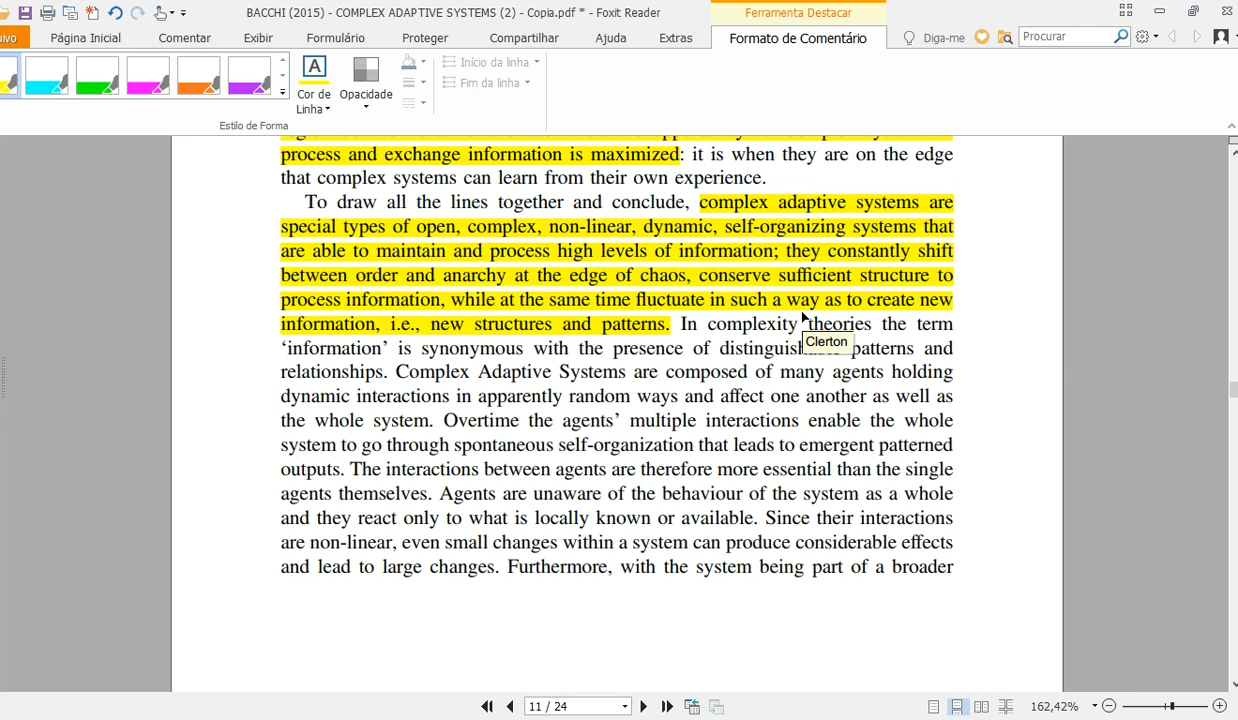 BACCHI (2015) - COMPLEX ADAPTIVE SYSTEMS (2) - Copia.pdf * - Foxit Reader
Ferramenta Destacar
ivo Página Inicial Comentar Exibir Formulário Proteger Compartilhar Ajuda Extras Formato de Comentário Diga-me Procurar
Cor de Linha
Opacidade
Início da linha
Fim da linha
Estilo de Forma
process and exchange information is maximized: it is when they are on the edge
that complex systems can learn from their own experience.
To draw all the lines together and conclude, complex adaptive systems are
special types of open, complex, non-linear, dynamic, self-organizing systems that
are able to maintain and process high levels of information; they constantly shift
between order and anarchy at the edge of chaos, conserve sufficient structure to
process information, while at the same time fluctuate in such a way as to create new
information, i.e., new structures and patterns. In complexity theories the term
Clerton
‘information’ is synonymous with the presence of patterns and
relationships. Complex Adaptive Systems are composed of many agents holding
dynamic interactions in apparently random ways and affect one another as well as
the whole system. Overtime the agents’ multiple interactions enable the whole
system to go through spontaneous self-organization that leads to emergent patterned
outputs. The interactions between agents are therefore more essential than the single
agents themselves. Agents are unaware of the behaviour of the system as a whole
and they react only to what is locally known or available. Since their interactions
are non-linear, even small changes within a system can produce considerable effects
and lead to large changes. Furthermore, with the system being part of a broader
11 / 24
162,42%